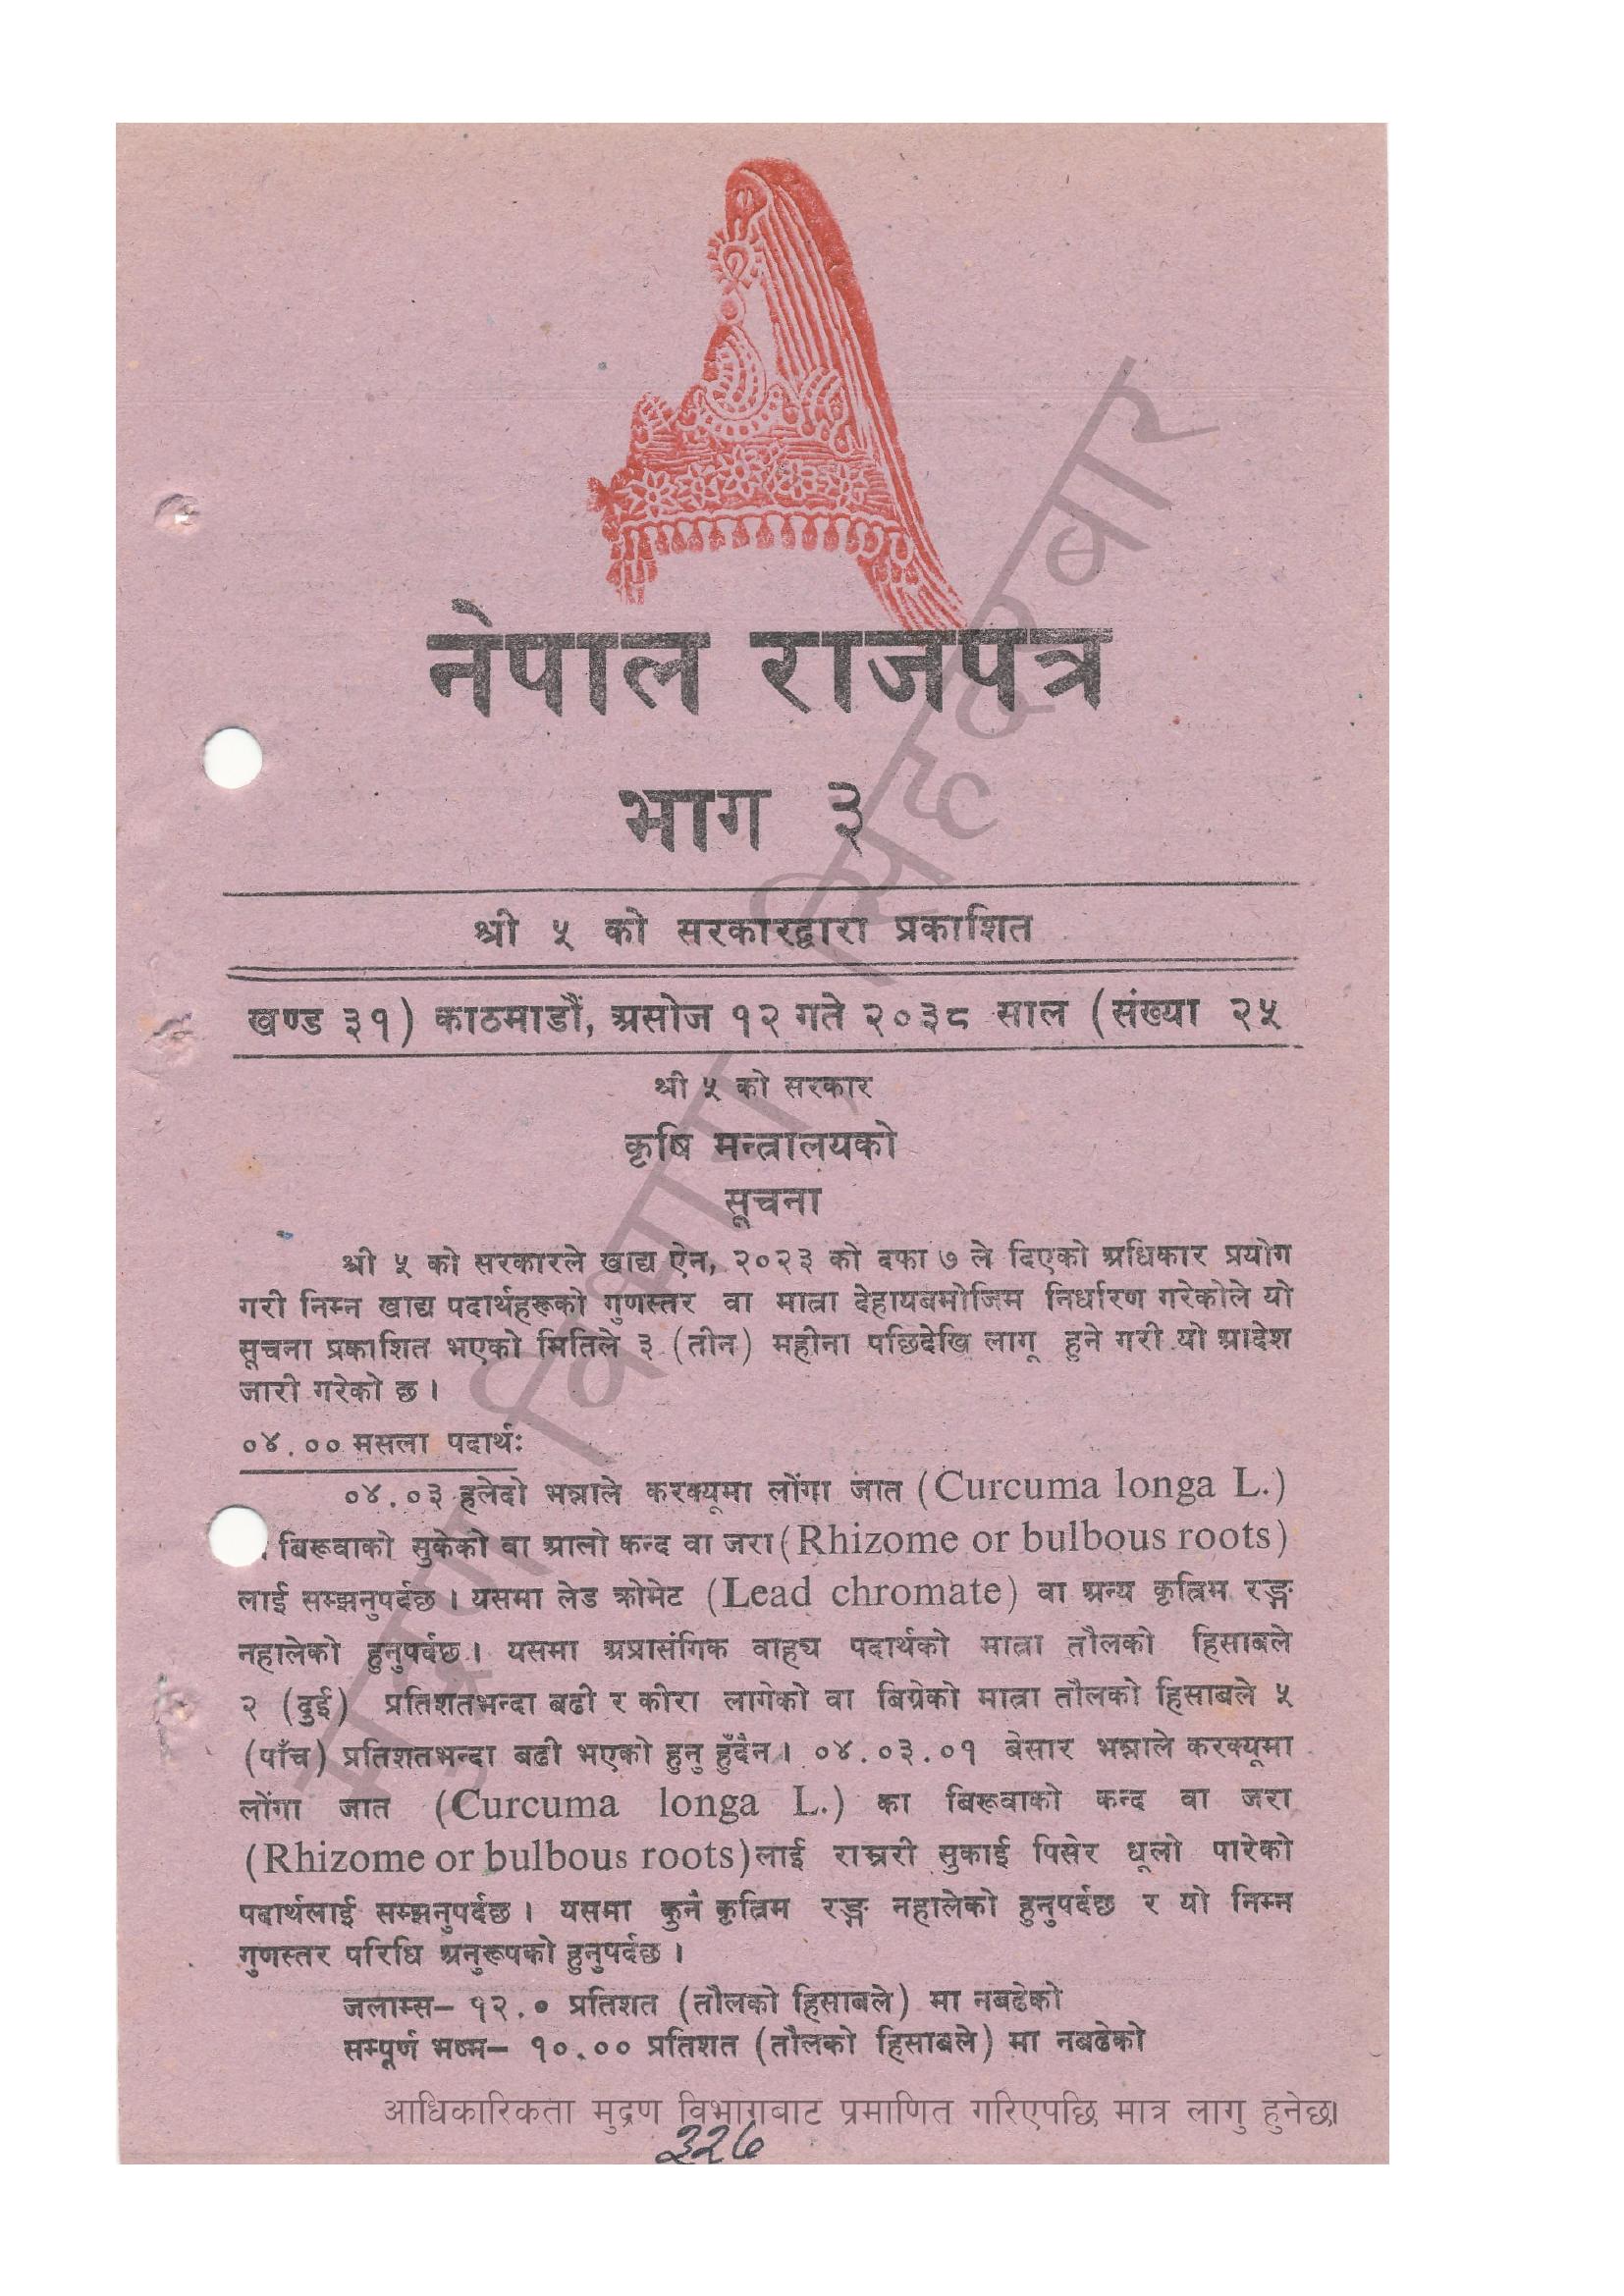 नेपाल राजपत्र
भाग ३
श्री ५ को सरकारद्वारा प्रकाशित
खण्ड ३१) काठमाडौं, असोज १२ गते २०३८ साल (संख्या २५
श्री ५ को सरकार
कृषि मन्त्रालयको
सूचना
श्री ५ को सरकारले खाद्य ऐन, २०२३ को दफा ७ ले दिएको अधिकार प्रयोग
गरी निम्न खाद्य पदार्थहरूको गुणस्तर वा मात्रा देहायबमोजिम निर्धारण गरेकोले यो
सूचना प्रकाशित भएको मितिले ३ (तीन) महीना पछिदेखि लागू हुने गरी यो आदेश
जारी गरेको छ ।
०४.०० मसला पदार्थः
०४.०३ हलेदो भन्नाले करक्यूमा लोंगा जात (Curcuma longa L.)
बिरूवाको सुकेको वा आलो कन्द वा जरा (Rhizome or bulbous roots)
लाई सम्झनुपर्दछ । यसमा लेड क्रोमेट (Lead chromate) वा अन्य कृत्रिम रङ्ग
नहालेको हुनुपर्दछ । यसमा अप्रासंगिक वाह्य पदार्थको मात्रा तौलको हिसाबले
२ (दुई) प्रतिशतभन्दा बढी र कीरा लागेको वा बिग्रेको मात्रा तौलको हिसाबले ५
(पाँच) प्रतिशतभन्दा बढी भएको हुनु हुँदैन । ०४.०३.०१ बेसार भन्नाले करक्यूमा
लोंगा जात (Curcuma longa L.) का बिरूवाको कन्द वा जरा
(Rhizome or bulbous roots) लाई राम्ररी सुकाई पिसेर धूलो पारेको
पदार्थलाई सम्झनुपर्दछ । यसमा कुनै कृत्रिम रङ्ग नहालेको हुनुपर्दछ र यो निम्न
गुणस्तर परिधि अनुरूपको हुनुपर्दछ ।
जलाम्स– १२.० प्रतिशत (तौलको हिसाबले) मा नबढेको
सम्पूर्ण भष्म– १०.०० प्रतिशत (तौलको हिसाबले) मा नबढेको
आधिकारिकता मुद्रण विभागबाट प्रमाणित गरिएपछि मात्र लागु हुनेछ।
३२७
मुद्रण विभाग, सिंहदरवार